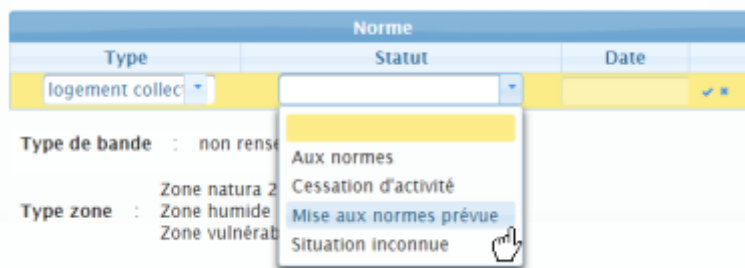 Norme
Type Statut Date
logement collec
Aux normes
Cessation d'activité
Mise aux normes prévue
Situation inconnue
Type de bande : non rense
Type zone : Zone natura 2
Zone humide
Zone vulnérab